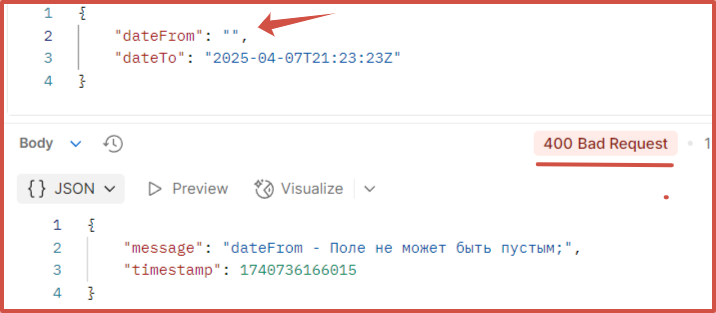 1 {
2 "dateFrom": "",
3 "dateTo": "2025-04-07T21:23:23Z"
4 }
Body 400 Bad Request 1
{} JSON Preview Visualize
1 {
2 "message": "dateFrom - Поле не может быть пустым;",
3 "timestamp": 1740736166015
4 }